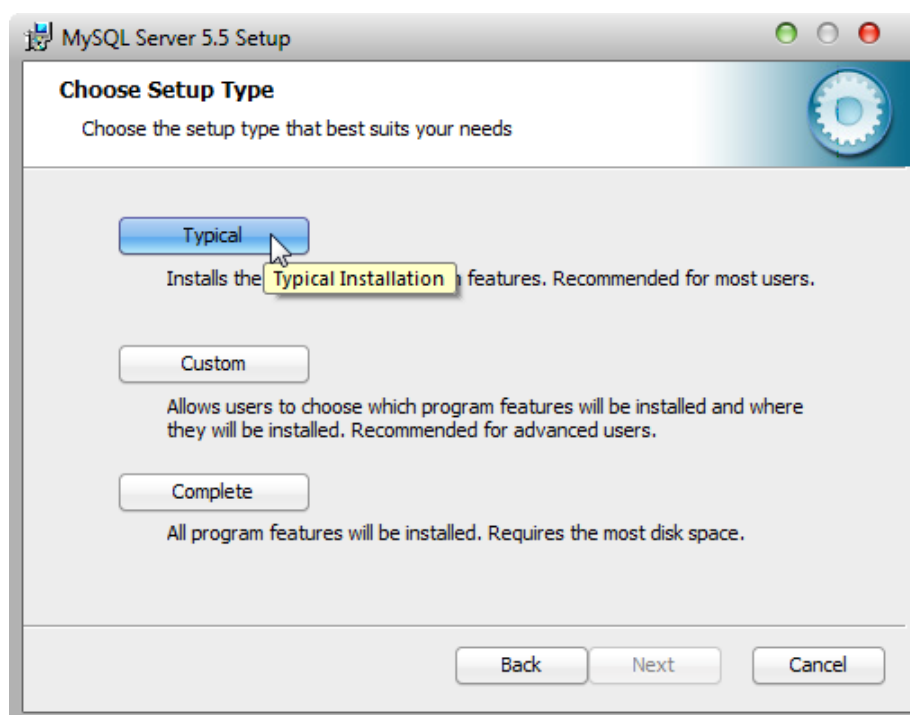 MySQL Server 5.5 Setup
Choose Setup Type
Choose the setup type that best suits your needs
Typical
Installs the Typical Installation features. Recommended for most users.
Custom
Allows users to choose which program features will be installed and where
they will be installed. Recommended for advanced users.
Complete
All program features will be installed. Requires the most disk space.
Back Next Cancel